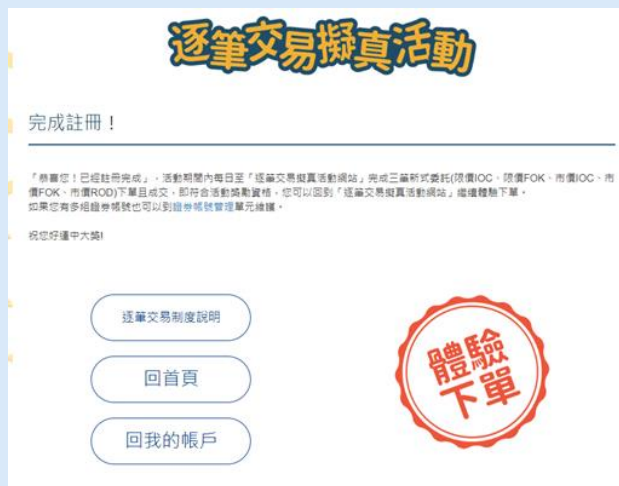 逐筆交易擬真活動
完成註冊！
「恭喜您！已經註冊完成」，活動期間內每日至「逐筆交易擬真活動網站」完成三筆新式委託(限價IOC、限價FOK、市價IOC、市
價FOK、市價ROD)下單且成交，即符合活動獎勵資格，您可以回到「逐筆交易擬真活動網站」繼續體驗下單。
如果您有多組證券帳號也可以到證券帳號管理單元維護。
祝您好運中大獎!
逐筆交易制度說明
回首頁
回我的帳戶
體驗
下單